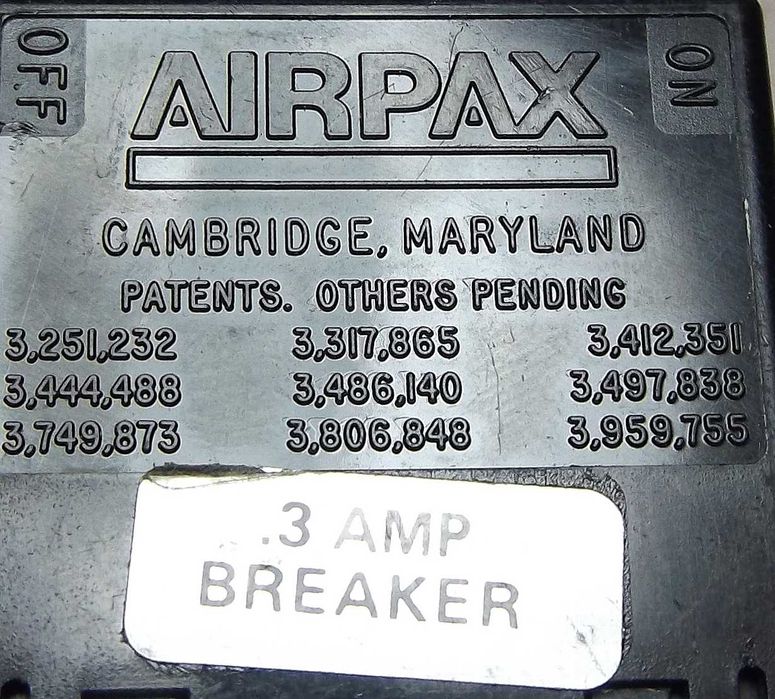 OFF
AIRPAX
ON
CAMBRIDGE, MARYLAND
PATENTS. OTHERS PENDING
3,251,232 3,317,865 3,412,351
3,444,488 3,486,140 3,497,838
3,749,873 3,806,848 3,959,755
.3 AMP
BREAKER